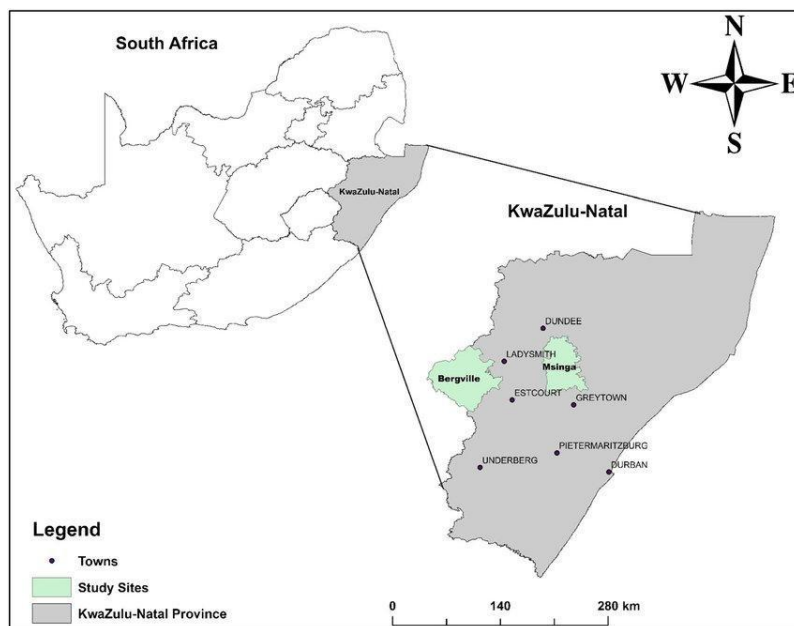 South Africa
N
W E
S
KwaZulu-Natal
KwaZulu-Natal
DUNDEE
LADYSMITH
Msinga
Bergville
ESTCOURT
GREYTOWN
PIETERMARITZBURG
UNDERBERG
DURBAN
Legend
Towns
Study Sites
KwaZulu-Natal Province
0 140 280 km